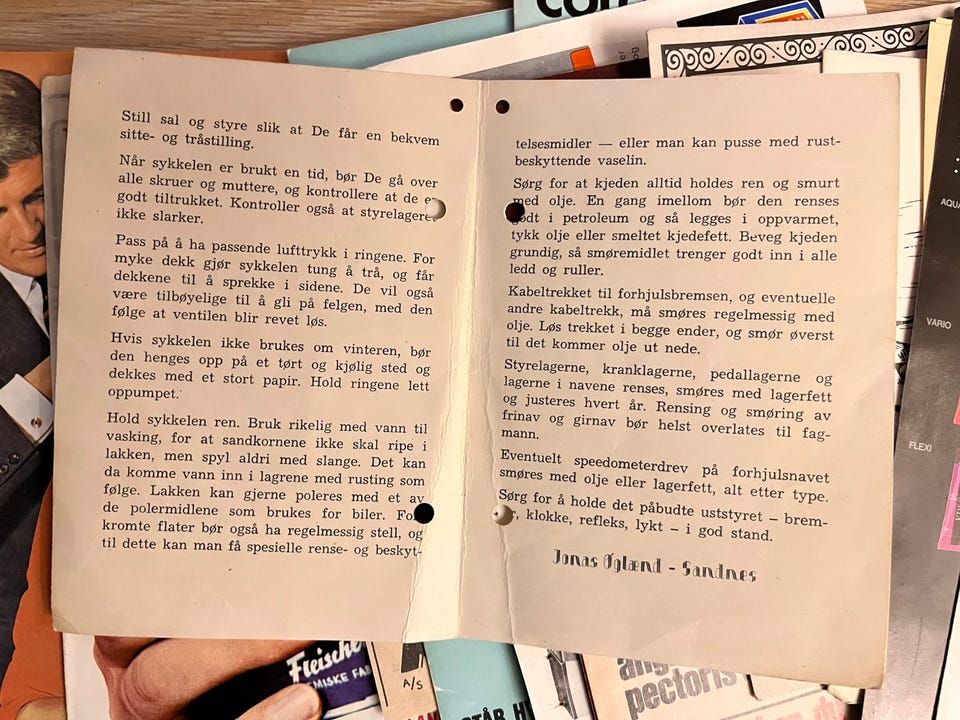 Still sal og styre slik at De får en bekvem
sitte- og tråstilling.
Når sykkelen er brukt en tid, bør De gå over
alle skruer og muttere, og kontrollere at de er
godt tiltrukket. Kontroller også at styrelageret
ikke slarker.
Pass på å ha passende lufttrykk i ringene. For
myke dekk gjør sykkelen tung å trå, og får
dekkene til å sprekke i sidene. De vil også
være tilbøyelige til å gli på felgen, med den
følge at ventilen blir revet løs.
Hvis sykkelen ikke brukes om vinteren, bør
den henges opp på et tørt og kjølig sted og
dekkes med et stort papir. Hold ringene lett
oppumpet.
Hold sykkelen ren. Bruk rikelig med vann til
vasking, for at sandkornene ikke skal ripe i
lakken, men spyl aldri med slange. Det kan
da komme vann inn i lagrene med rusting som
følge. Lakken kan gjerne poleres med et av
de polermidlene som brukes for biler. For
kromte flater bør også ha regelmessig stell, og
til dette kan man få spesielle rense- og beskyt-
telsesmidler — eller man kan pusse med rust-
beskyttende vaselin.
Sørg for at kjeden alltid holdes ren og smurt
med olje. En gang imellom bør den renses
godt i petroleum og så legges i oppvarmet,
tykk olje eller smeltet kjedefett. Beveg kjeden
grundig, så smøremidlet trenger godt inn i alle
ledd og ruller.
Kabeltrekket til forhjulsbremsen, og eventuelle
andre kabeltrekk, må smøres regelmessig med
olje. Løs trekket i begge ender, og smør øverst
til det kommer olje ut nede.
Styrelagerne, kranklagerne, pedallagerne og
lagerne i navene renses, smøres med lagerfett
og justeres hvert år. Rensing og smøring av
frinav og girnav bør helst overlates til fag-
mann.
Eventuelt speedometerdrev på forhjulsnavet
smøres med olje eller lagerfett, alt etter type.
Sørg for å holde det påbudte uststyret – brem-
klokke, refleks, lykt – i god stand.
Jonas Øglænd - Sandnes
AQUA
VARIO
FLEXI
Fleische
MISKE FA
A/S
pectoris